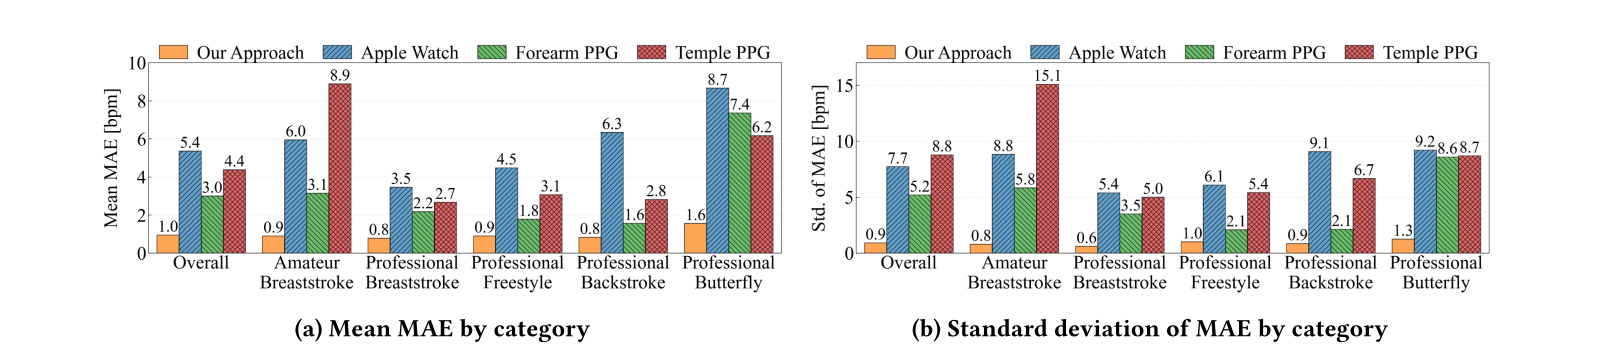 Our Approach Apple Watch Forearm PPG Temple PPG
Mean MAE [bpm]
10
8
6
4
2
0
1.0 5.4 3.0 4.4
0.9 6.0 3.1 8.9
0.8 3.5 2.2 2.7
0.9 4.5 1.8 3.1
0.8 6.3 1.6 2.8
1.6 8.7 7.4 6.2
Overall Amateur Professional Professional Professional Professional
Breaststroke Breaststroke Freestyle Backstroke Butterfly
(a) Mean MAE by category
Our Approach Apple Watch Forearm PPG Temple PPG
Std. of MAE [bpm]
15
10
5
0
0.9 7.7 5.2 8.8
0.8 8.8 5.8 15.1
0.6 5.4 3.5 5.0
1.0 6.1 2.1 5.4
0.9 9.1 2.1 6.7
1.3 9.2 8.6 8.7
Overall Amateur Professional Professional Professional Professional
Breaststroke Breaststroke Freestyle Backstroke Butterfly
(b) Standard deviation of MAE by category